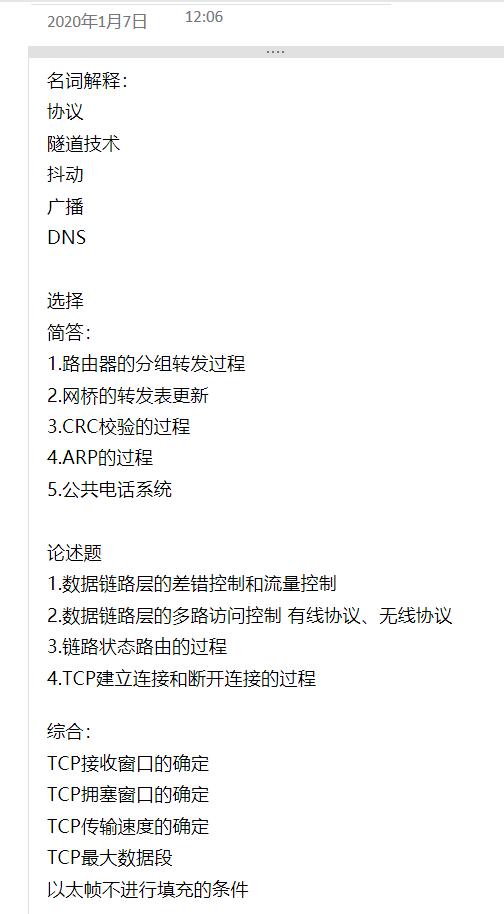 2020年1月7日 12:06
名词解释：
协议
隧道技术
抖动
广播
DNS
选择
简答：
1.路由器的分组转发过程
2.网桥的转发表更新
3.CRC校验的过程
4.ARP的过程
5.公共电话系统
论述题
1.数据链路层的差错控制和流量控制
2.数据链路层的多路访问控制 有线协议、无线协议
3.链路状态路由的过程
4.TCP建立连接和断开连接的过程
综合：
TCP接收窗口的确定
TCP拥塞窗口的确定
TCP传输速度的确定
TCP最大数据段
以太帧不进行填充的条件